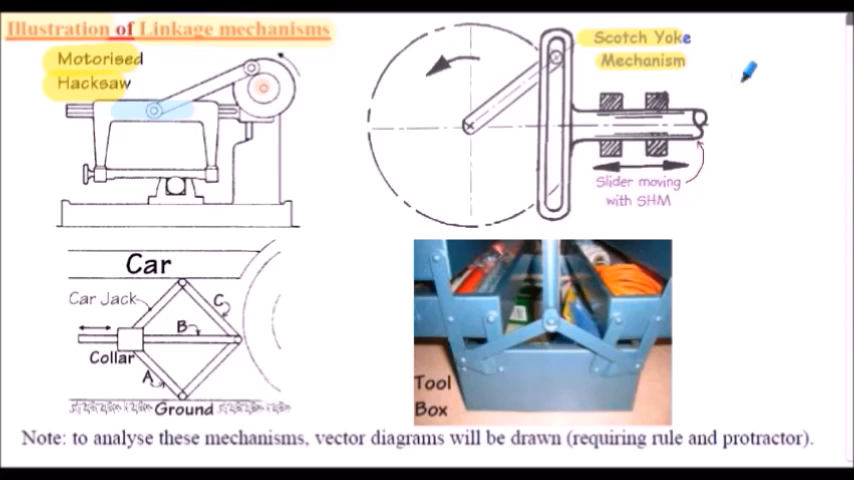 Illustration of Linkage mechanisms
Motorised
Hacksaw
Scotch Yoke
Mechanism
Slider moving
with SHM
Car
Car Jack
C
B
Collar
A
Ground
Tool
Box
Note: to analyse these mechanisms, vector diagrams will be drawn (requiring rule and protractor).